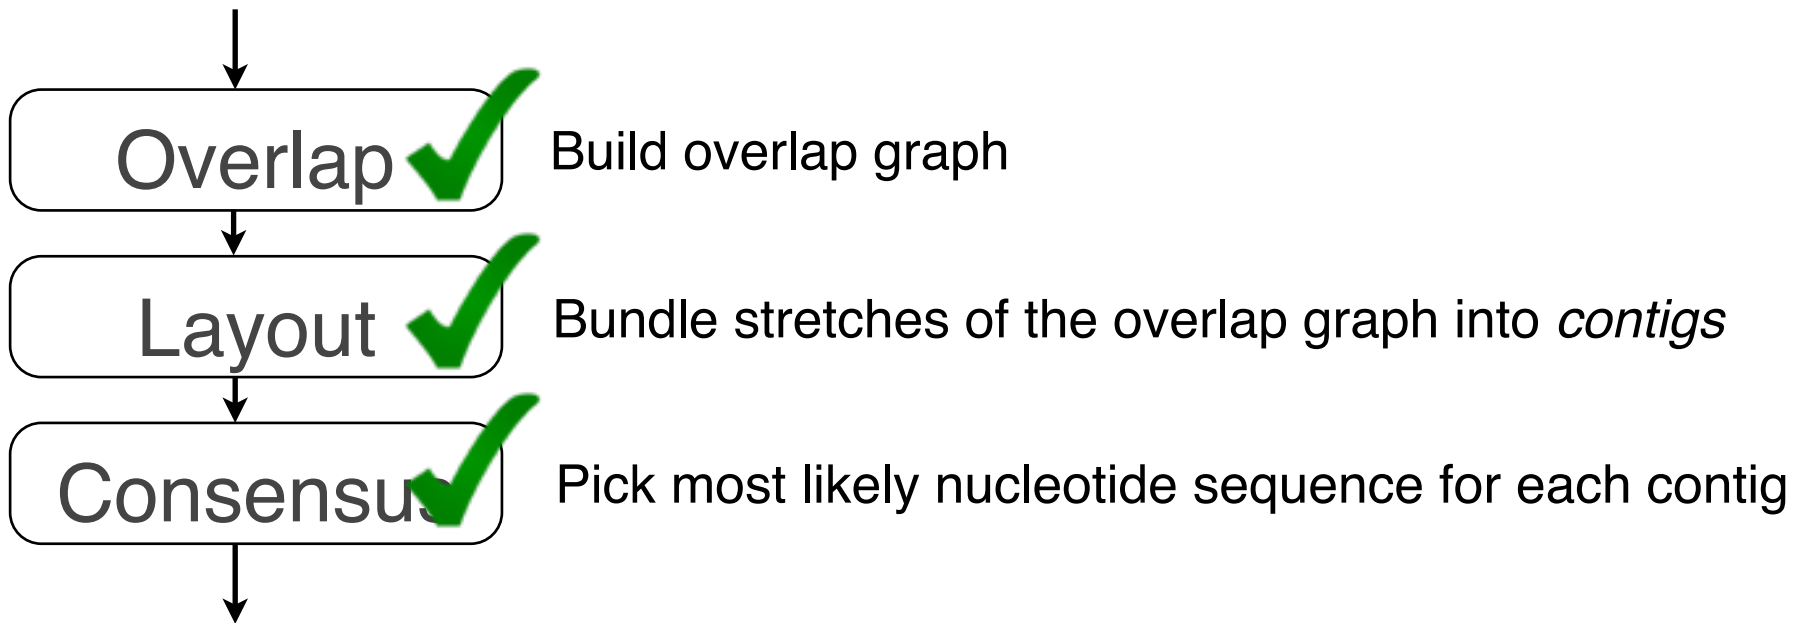 Overlap
Build overlap graph
Layout
Bundle stretches of the overlap graph into contigs
Consensus
Pick most likely nucleotide sequence for each contig